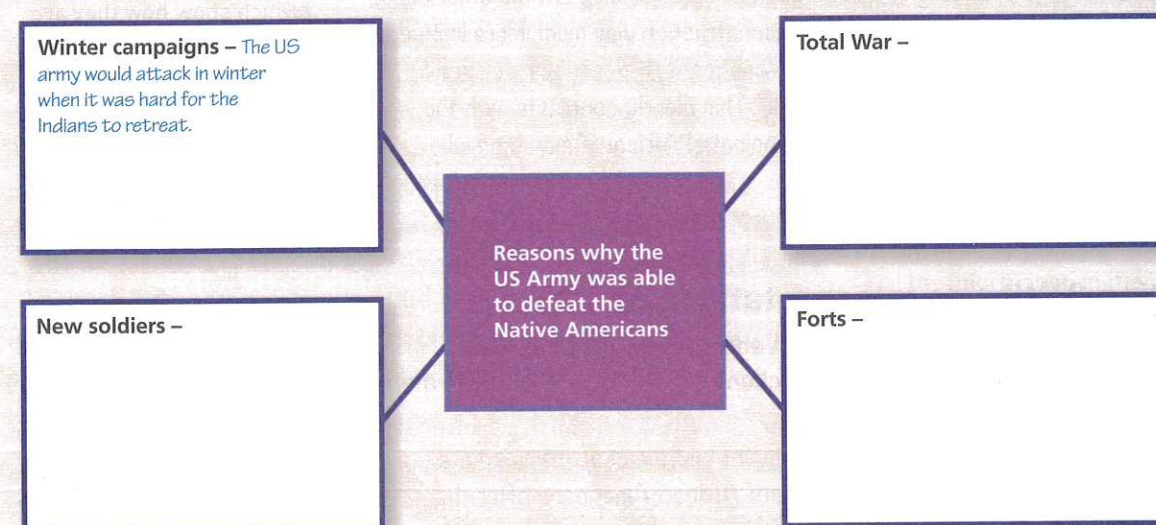 Winter campaigns – The US
army would attack in winter
when it was hard for the
Indians to retreat.
Total War –
Reasons why the
US Army was able
to defeat the
Native Americans
New soldiers –
Forts –